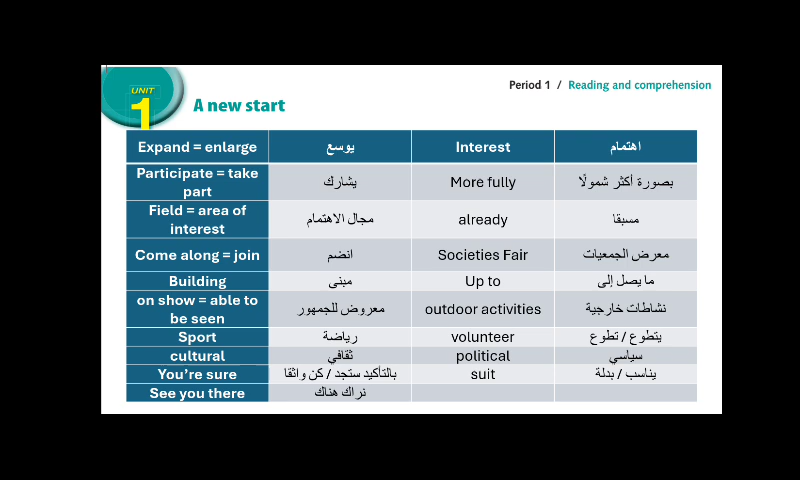 Period 1 / Reading and comprehension
UNIT
1
A new start
Expand = enlarge يوسع Interest اهتمام
Participate = take part يشارك More fully بصورة أكثر شمولًا
Field = area of interest مجال الاهتمام already مسبقا
Come along = join انضم Societies Fair معرض الجمعيات
Building مبنى Up to ما يصل إلى
on show = able to be seen معروض للجمهور outdoor activities نشاطات خارجية
Sport رياضة volunteer يتطوع / تطوع
cultural ثقافي political سياسي
You're sure بالتأكيد ستجد / كن واثقا suit يناسب / بدلة
See you there نراك هناك